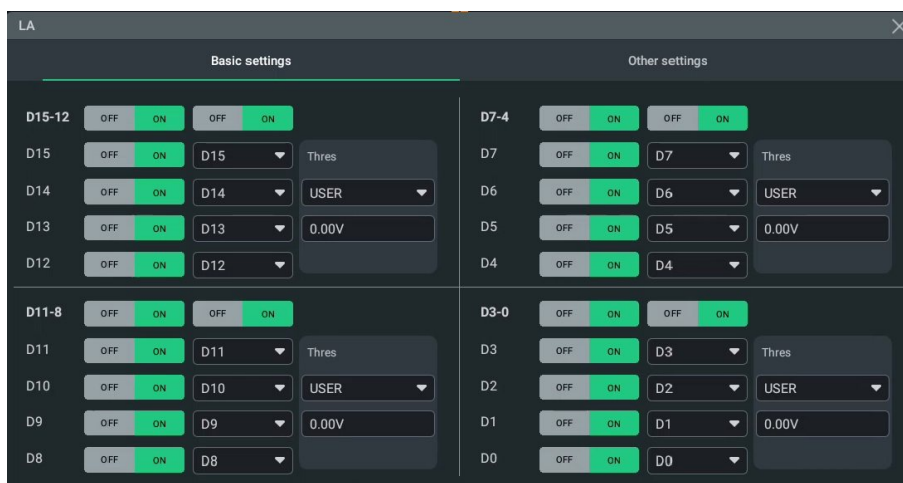 LA
Basic settings
Other settings
D15-12 OFF ON OFF ON
D15 OFF ON D15 Thres
D14 OFF ON D14 USER
D13 OFF ON D13 0.00V
D12 OFF ON D12
D7-4 OFF ON OFF ON
D7 OFF ON D7 Thres
D6 OFF ON D6 USER
D5 OFF ON D5 0.00V
D4 OFF ON D4
D11-8 OFF ON OFF ON
D11 OFF ON D11 Thres
D10 OFF ON D10 USER
D9 OFF ON D9 0.00V
D8 OFF ON D8
D3-0 OFF ON OFF ON
D3 OFF ON D3 Thres
D2 OFF ON D2 USER
D1 OFF ON D1 0.00V
D0 OFF ON D0